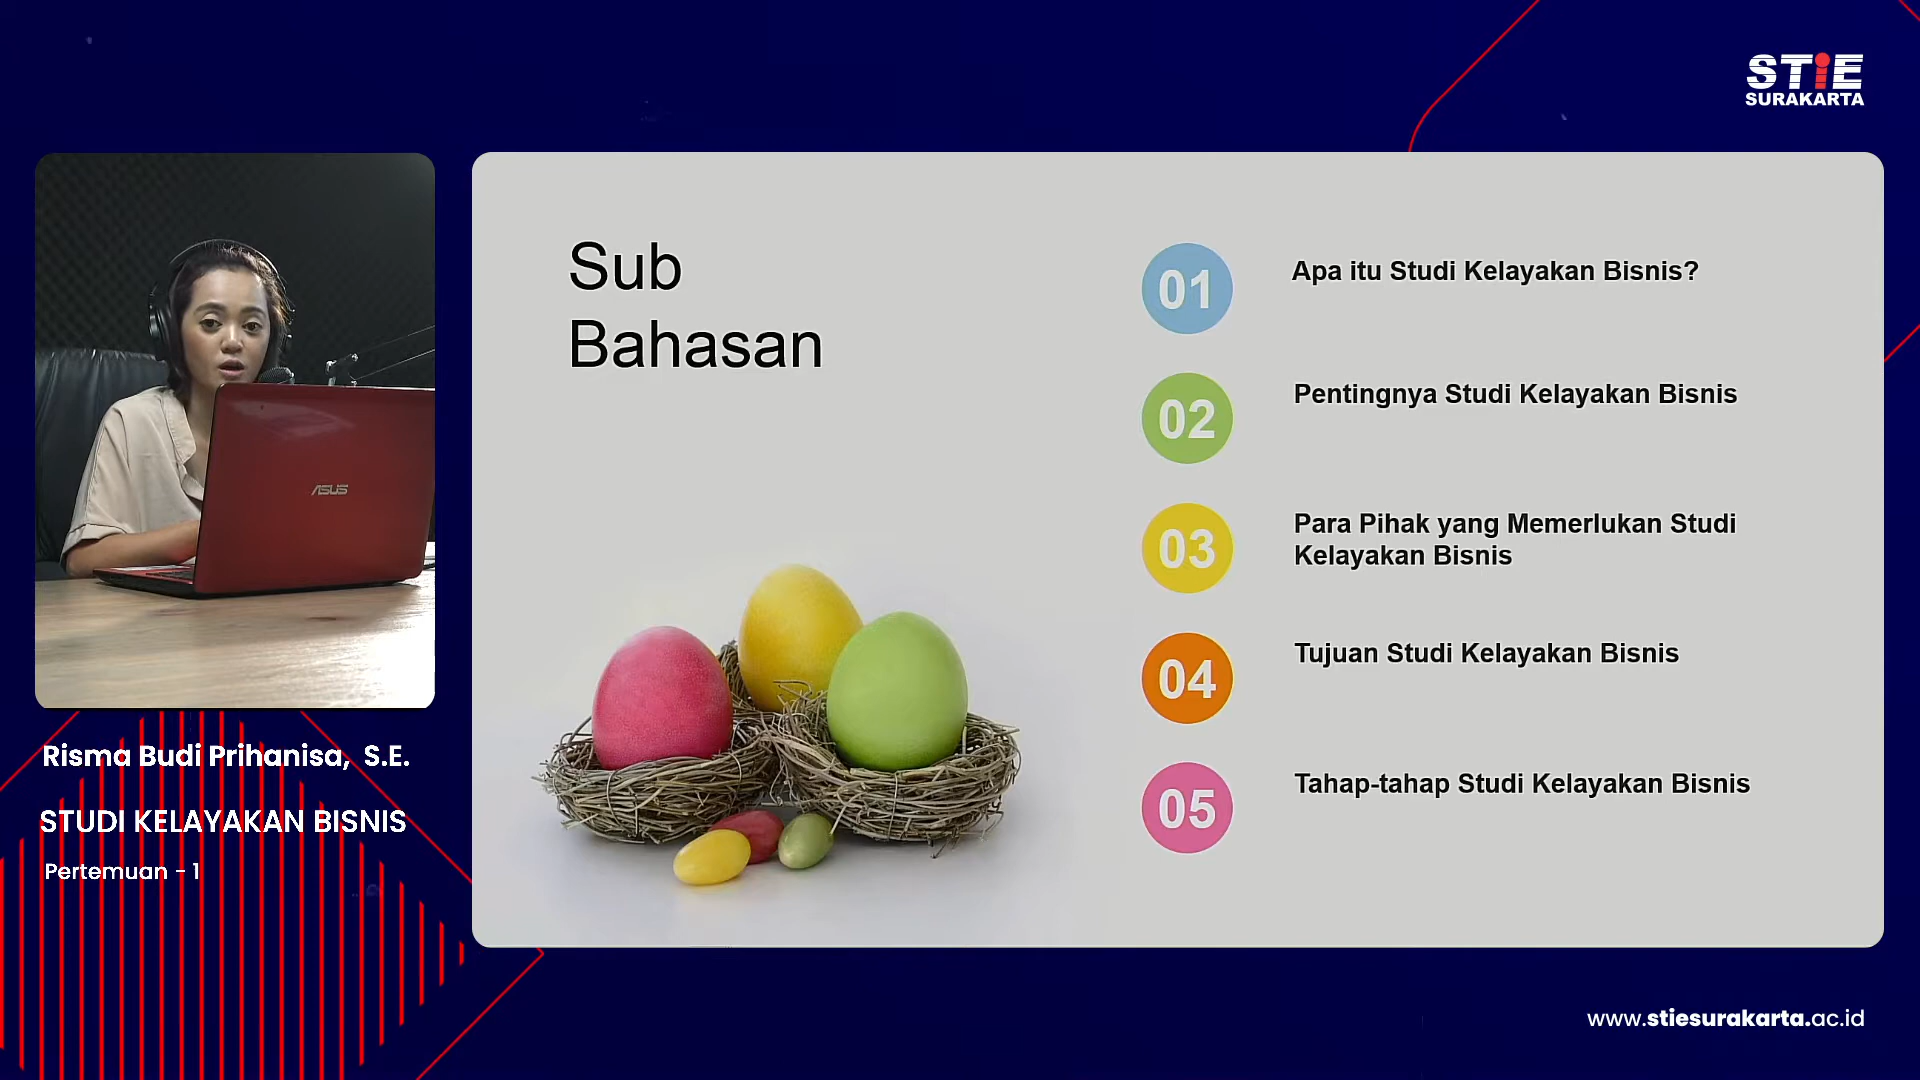 STiE
SURAKARTA
Sub
Bahasan
01
Apa itu Studi Kelayakan Bisnis?
02
Pentingnya Studi Kelayakan Bisnis
03
Para Pihak yang Memerlukan Studi
Kelayakan Bisnis
04
Tujuan Studi Kelayakan Bisnis
05
Tahap-tahap Studi Kelayakan Bisnis
ASUS
Risma Budi Prihanisa, S.E.
STUDI KELAYAKAN BISNIS
Pertemuan - 1
www.stiesurakarta.ac.id